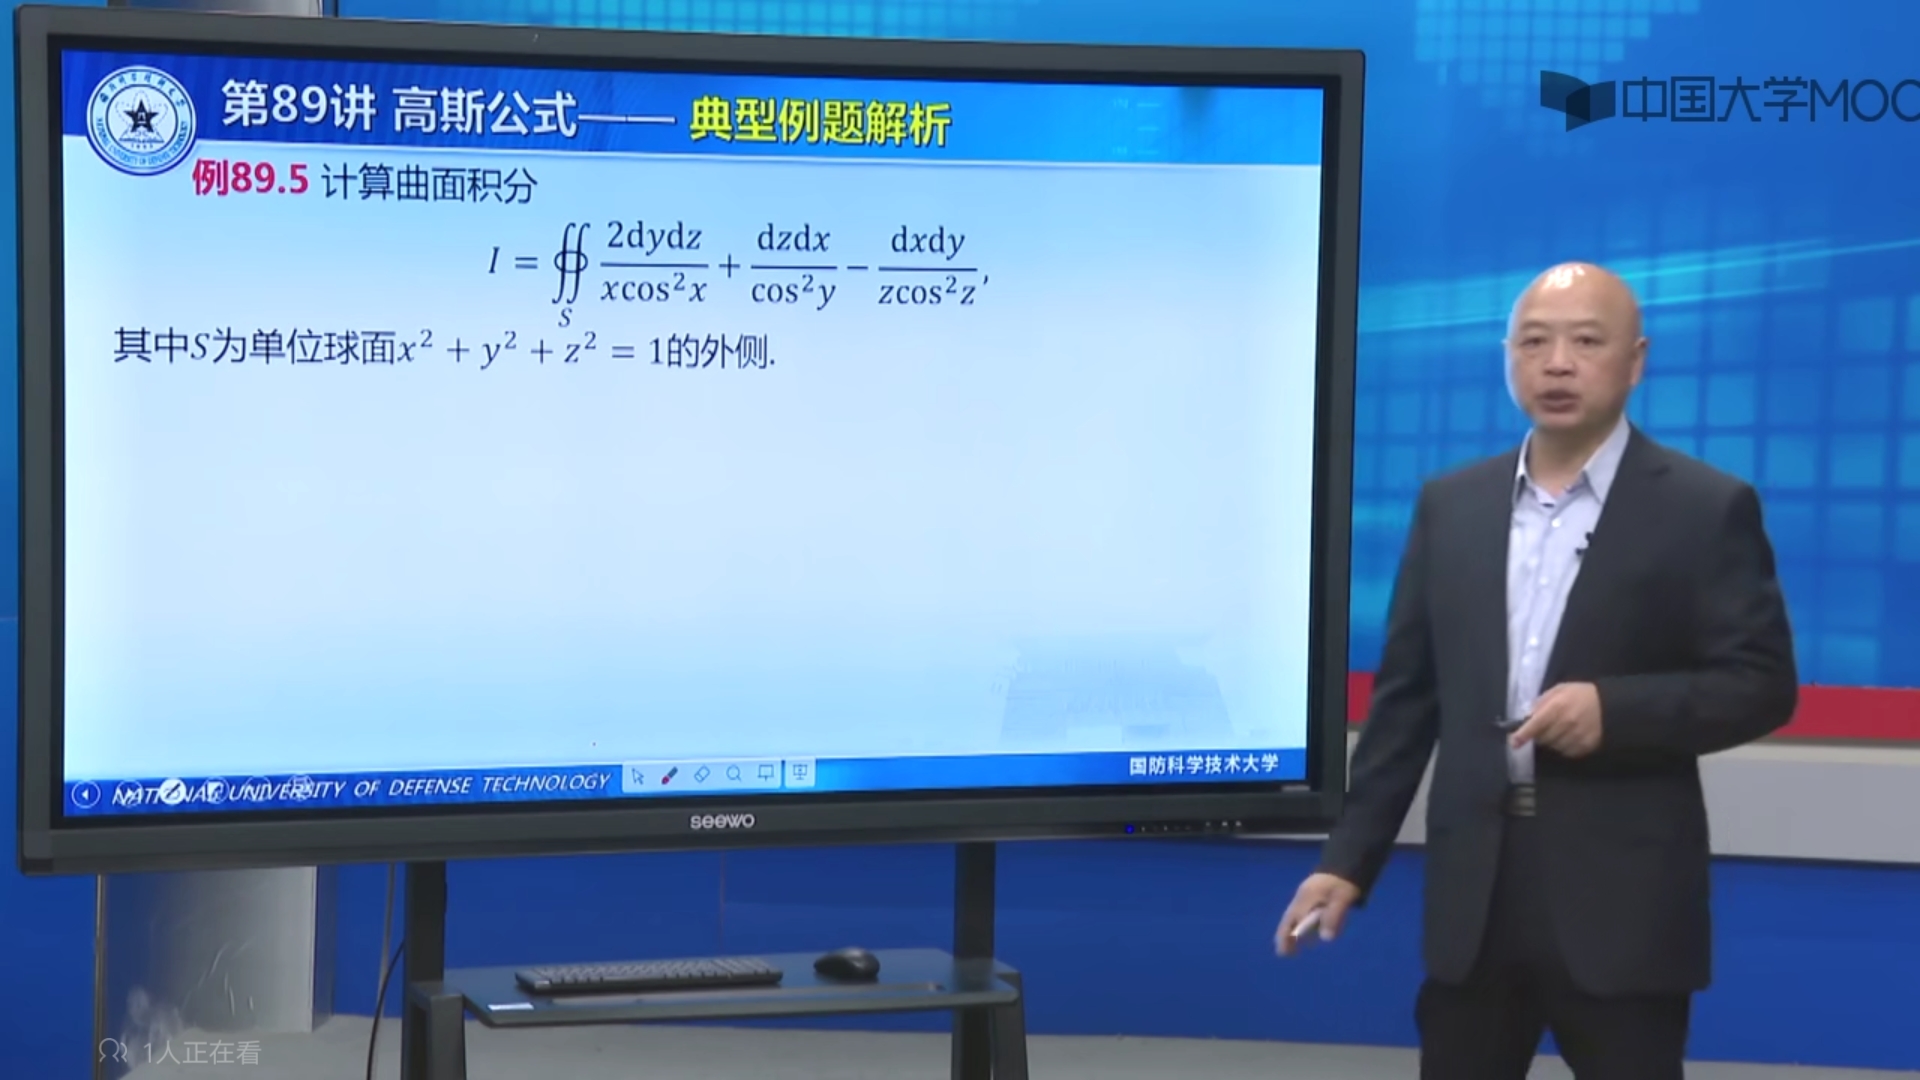 第89讲 高斯公式—— 典型例题解析
例89.5 计算曲面积分
I = ∯_S 2dydz/(xcos²x) + dzdx/(cos²y) − dxdy/(zcos²z),
其中S为单位球面x² + y² + z² = 1的外侧.
NATIONAL UNIVERSITY OF DEFENSE TECHNOLOGY
国防科学技术大学
seewo
中国大学MOO
1人正在看